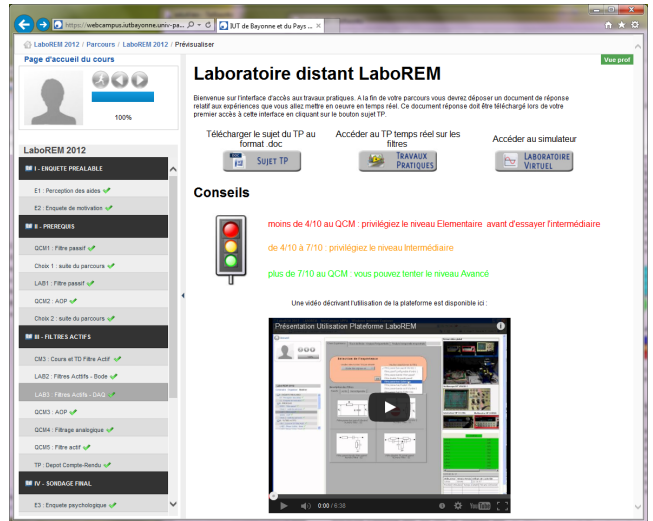 https://webcampus.iutbayonne.univ-pa...
IUT de Bayonne et du Pays ...
LaboREM 2012 / Parcours / LaboREM 2012 / Prévisualiser
Page d'accueil du cours
100%
LaboREM 2012
I - ENQUETE PREALABLE
E1 : Perception des aides
E2 : Enquete de motivation
II - PREREQUIS
QCM1 : Filtre passif
Choix 1 : suite du parcours
LAB1 : Filtre passif
QCM2 : AOP
Choix 2 : suite du parcours
III - FILTRES ACTIFS
CM3 : Cours et TD Filtre Actif
LAB2 : Filtres Actifs - Bode
LAB3 : Filtres Actifs - DAQ
QCM3 : AOP
QCM4 : Filtrage analogique
QCM5 : Filtre actif
TP : Depot Compte-Rendu
IV - SONDAGE FINAL
E3 : Enquete psychologique
Vue prof
Laboratoire distant LaboREM
Bienvenue sur l'interface d'accès aux travaux pratiques. A la fin de votre parcours vous devrez déposer un document de réponse
relatif aux expériences que vous allez mettre en oeuvre en temps réel. Ce document réponse doit être téléchargé lors de votre
premier accès à cette interface en cliquant sur le bouton sujet TP.
Télécharger le sujet du TP au
format .doc
SUJET TP
Accéder au TP temps réel sur les
filtres
TRAVAUX
PRATIQUES
Accéder au simulateur
LABORATOIRE
VIRTUEL
Conseils
moins de 4/10 au QCM : privilégiez le niveau Elementaire avant d'essayer l'intermédiaire
de 4/10 à 7/10 : privilégiez le niveau Intermédiaire
plus de 7/10 au QCM : vous pouvez tenter le niveau Avancé
Une vidéo décrivant l'utilisation de la plateforme est disponible ici :
Présentation Utilisation Plateforme LaboREM
0:00 / 6:38
YouTube